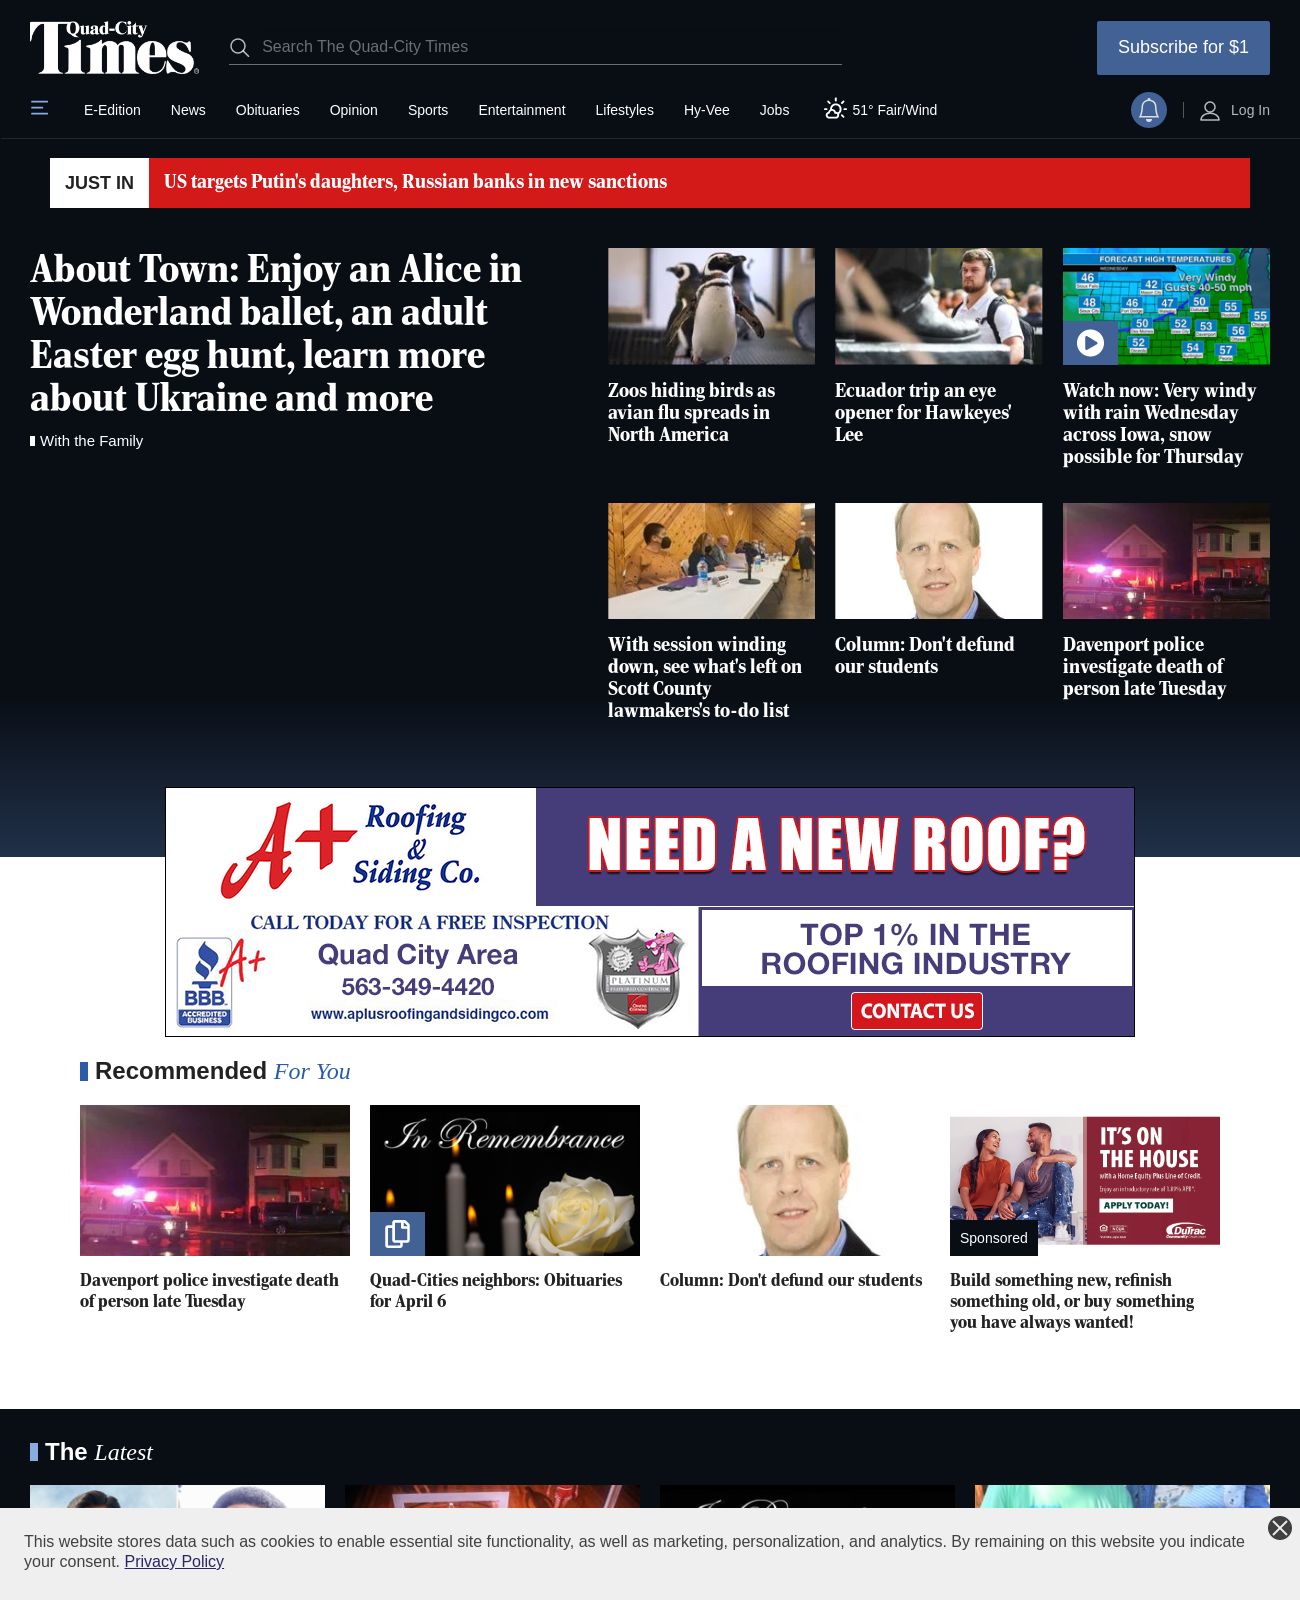 Quad-City
Times
Search The Quad-City Times
Subscribe for $1
E-Edition News Obituaries Opinion Sports Entertainment Lifestyles Hy-Vee Jobs 51° Fair/Wind Log In
JUST IN US targets Putin's daughters, Russian banks in new sanctions
About Town: Enjoy an Alice in
Wonderland ballet, an adult
Easter egg hunt, learn more
about Ukraine and more
With the Family
Zoos hiding birds as
avian flu spreads in
North America
Ecuador trip an eye
opener for Hawkeyes'
Lee
FORECAST HIGH TEMPERATURES
WEDNESDAY
Very Windy
Gusts 40-50 mph
46
42
48
46
47
50
55
55
50
52
53
56
52
54
57
Watch now: Very windy
with rain Wednesday
across Iowa, snow
possible for Thursday
With session winding
down, see what's left on
Scott County
lawmakers's to-do list
Column: Don't defund
our students
Davenport police
investigate death of
person late Tuesday
A+ Roofing
&
Siding Co.
NEED A NEW ROOF?
CALL TODAY FOR A FREE INSPECTION
Quad City Area
563-349-4420
www.aplusroofingandsidingco.com
BBB
A+
ACCREDITED
BUSINESS
PLATINUM
TOP 1% IN THE
ROOFING INDUSTRY
CONTACT US
Recommended For You
In Remembrance
IT'S ON
THE HOUSE
with a Home Equity Plus Line of Credit.
APPLY TODAY!
DuTrac
Sponsored
Davenport police investigate death
of person late Tuesday
Quad-Cities neighbors: Obituaries
for April 6
Column: Don't defund our students
Build something new, refinish
something old, or buy something
you have always wanted!
The Latest
This website stores data such as cookies to enable essential site functionality, as well as marketing, personalization, and analytics. By remaining on this website you indicate
your consent. Privacy Policy